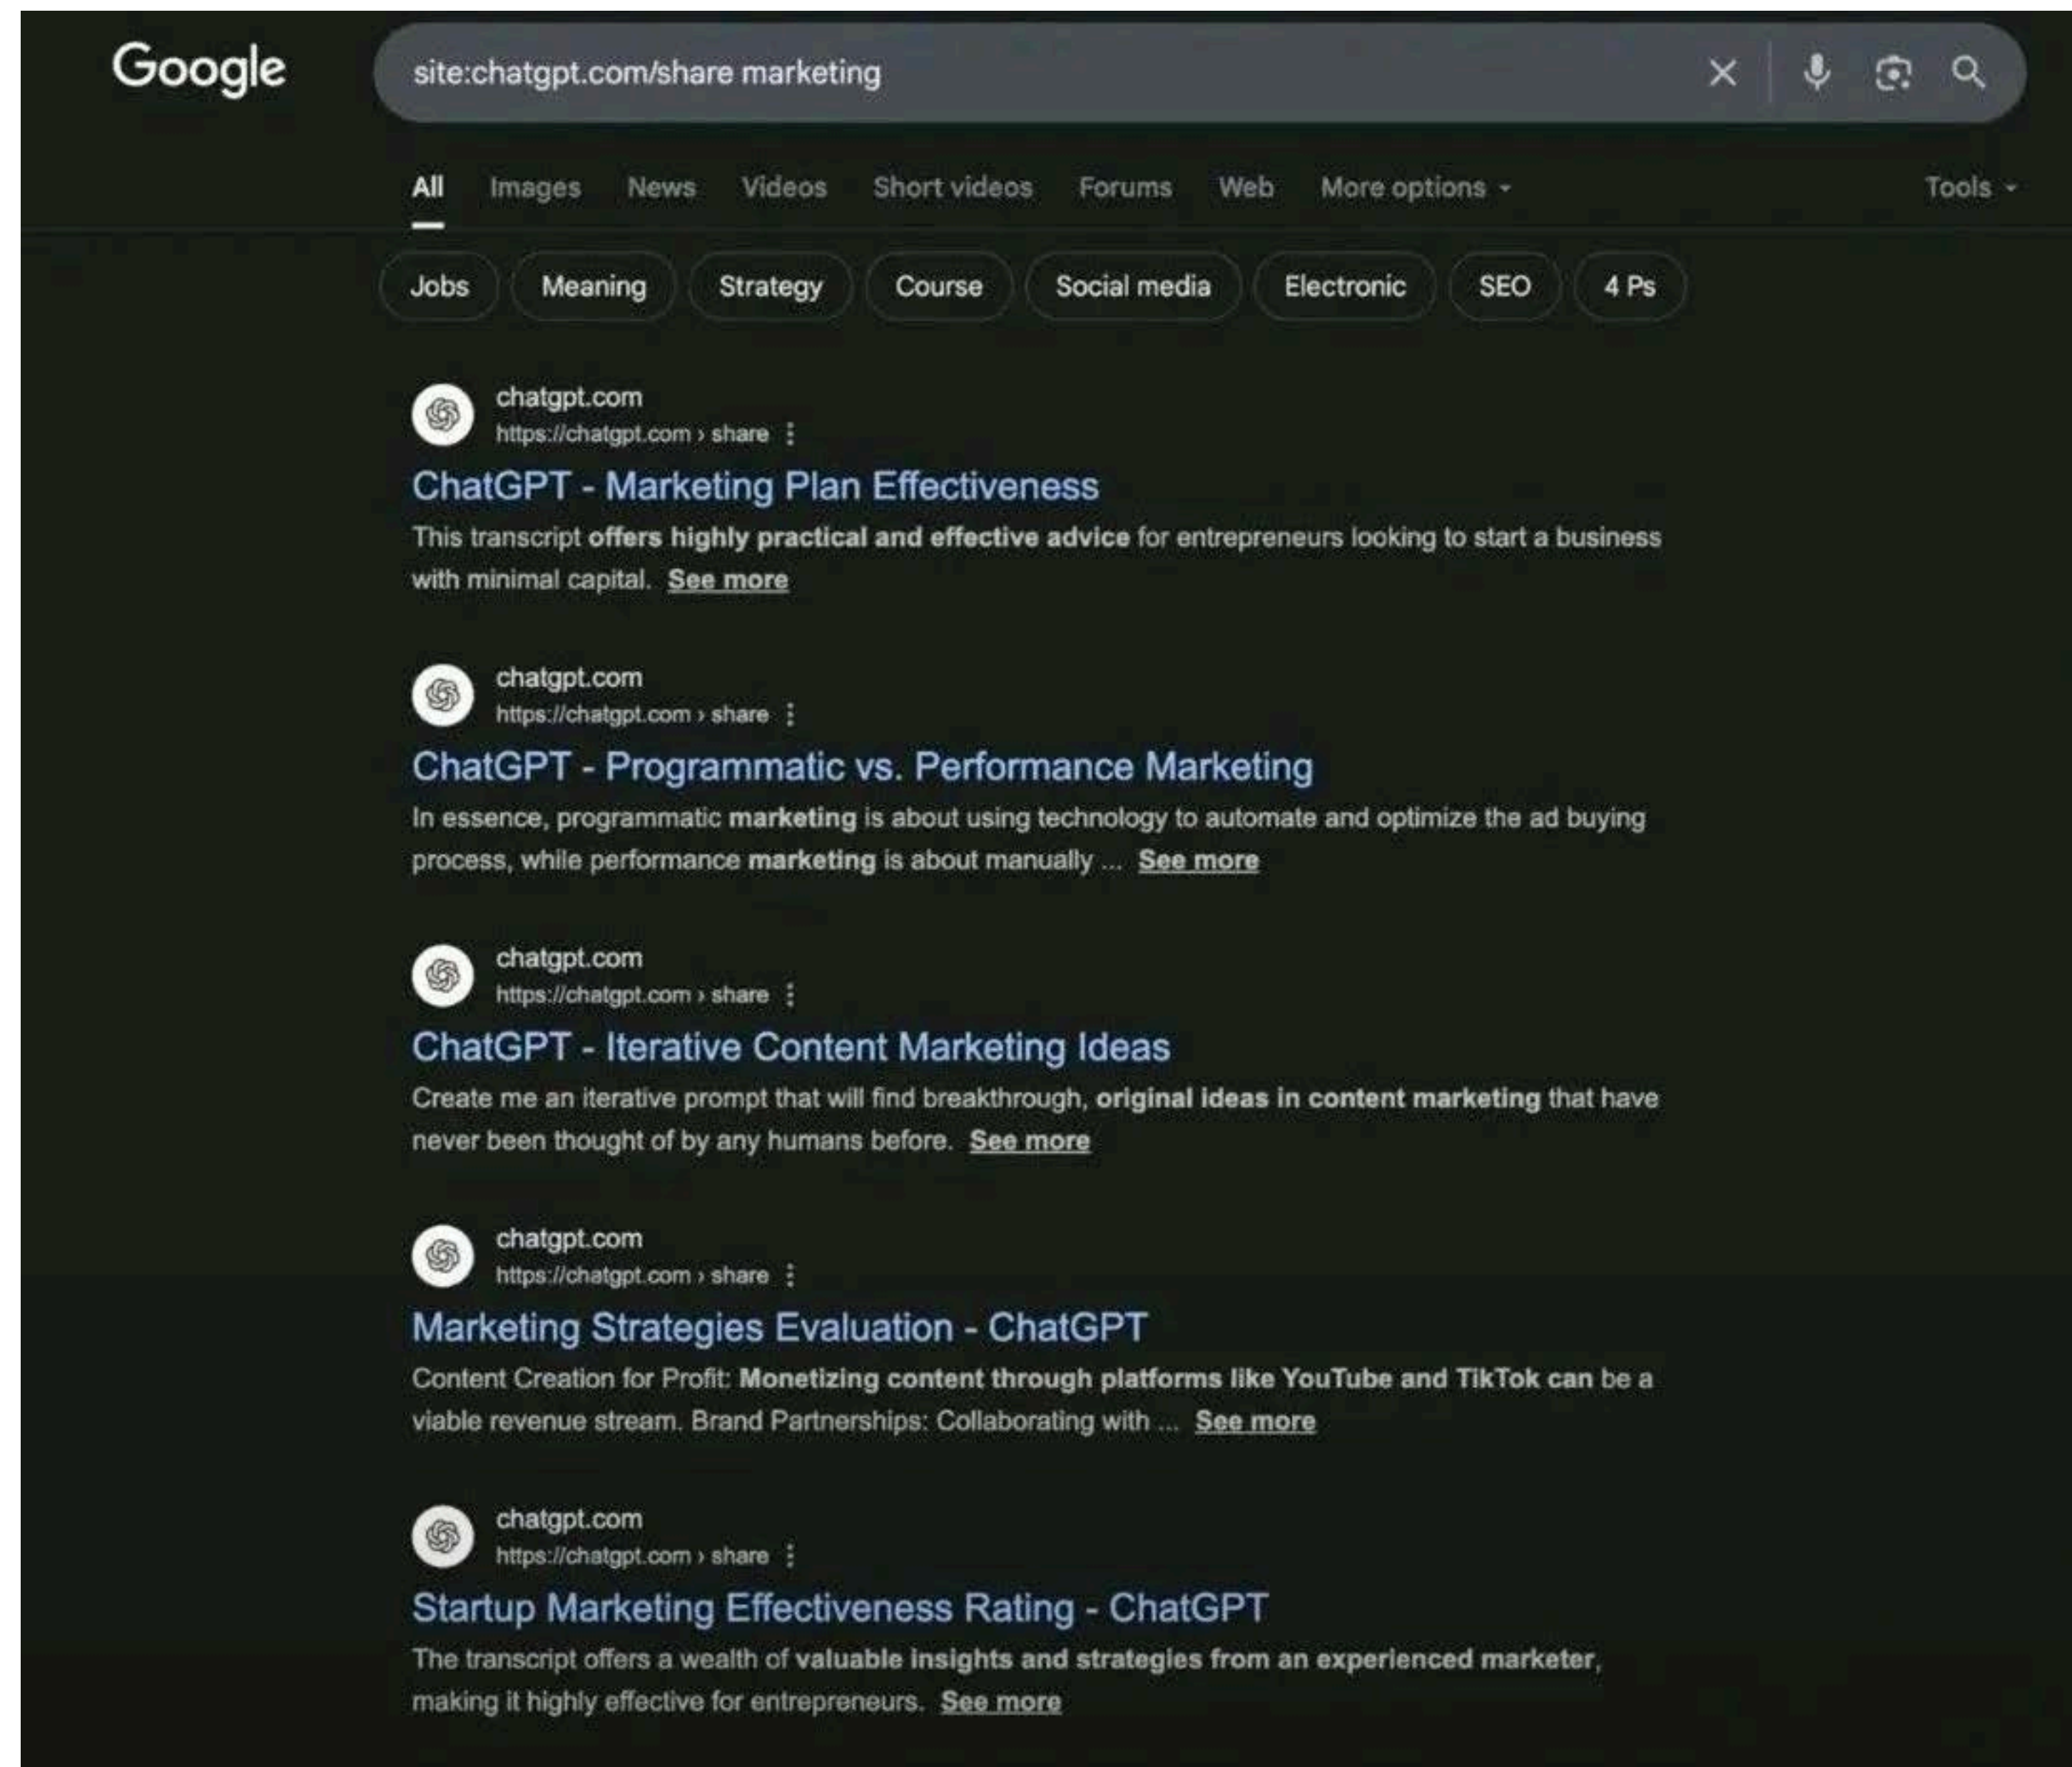 Google
site:chatgpt.com/share marketing
All Images News Videos Short videos Forums Web More options Tools
Jobs Meaning Strategy Course Social media Electronic SEO 4 Ps
chatgpt.com
https://chatgpt.com › share
ChatGPT - Marketing Plan Effectiveness
This transcript offers highly practical and effective advice for entrepreneurs looking to start a business
with minimal capital. See more
chatgpt.com
https://chatgpt.com › share
ChatGPT - Programmatic vs. Performance Marketing
In essence, programmatic marketing is about using technology to automate and optimize the ad buying
process, while performance marketing is about manually ... See more
chatgpt.com
https://chatgpt.com › share
ChatGPT - Iterative Content Marketing Ideas
Create me an iterative prompt that will find breakthrough, original ideas in content marketing that have
never been thought of by any humans before. See more
chatgpt.com
https://chatgpt.com › share
Marketing Strategies Evaluation - ChatGPT
Content Creation for Profit: Monetizing content through platforms like YouTube and TikTok can be a
viable revenue stream. Brand Partnerships: Collaborating with ... See more
chatgpt.com
https://chatgpt.com › share
Startup Marketing Effectiveness Rating - ChatGPT
The transcript offers a wealth of valuable insights and strategies from an experienced marketer,
making it highly effective for entrepreneurs. See more